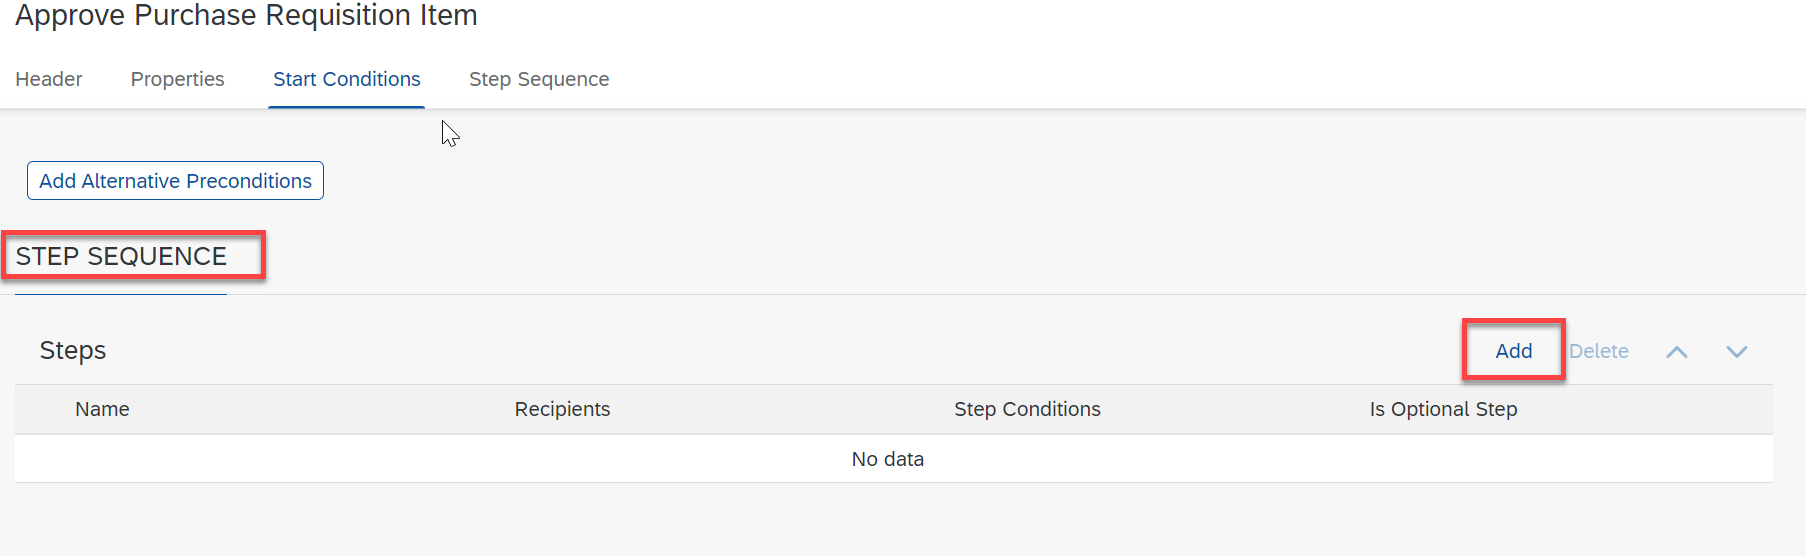 Approve Purchase Requisition Item
Header Properties Start Conditions Step Sequence
Add Alternative Preconditions
STEP SEQUENCE
Steps Add Delete
Name Recipients Step Conditions Is Optional Step
No data